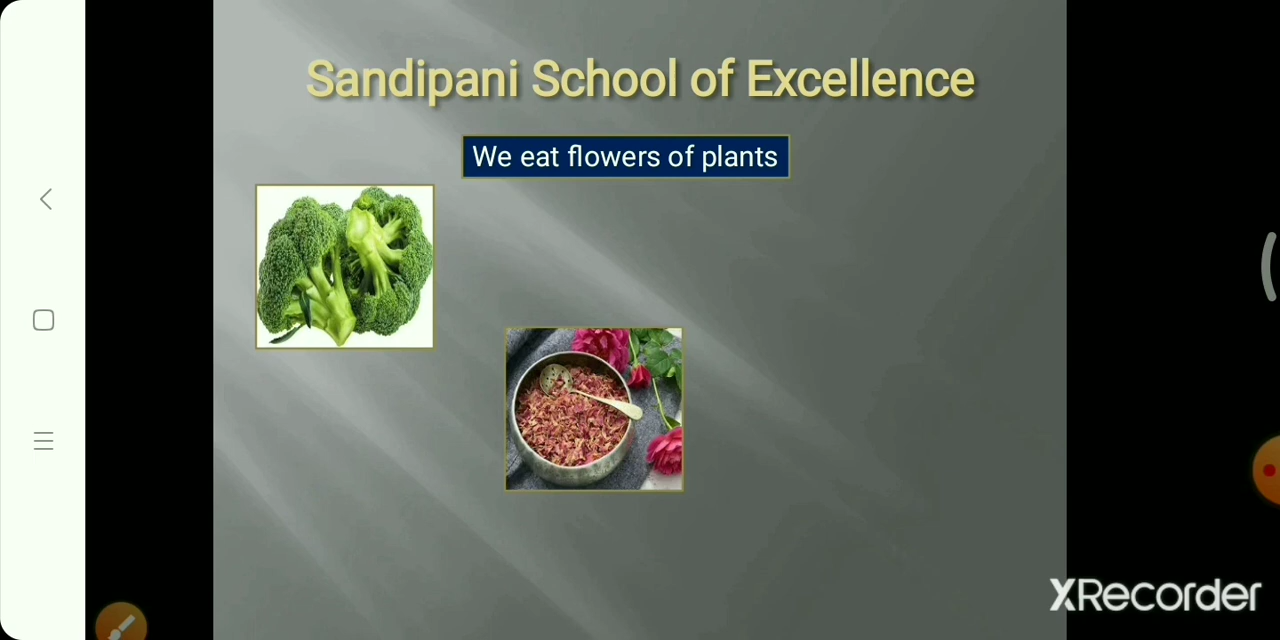 Sandipani School of Excellence
We eat flowers of plants
XRecorder